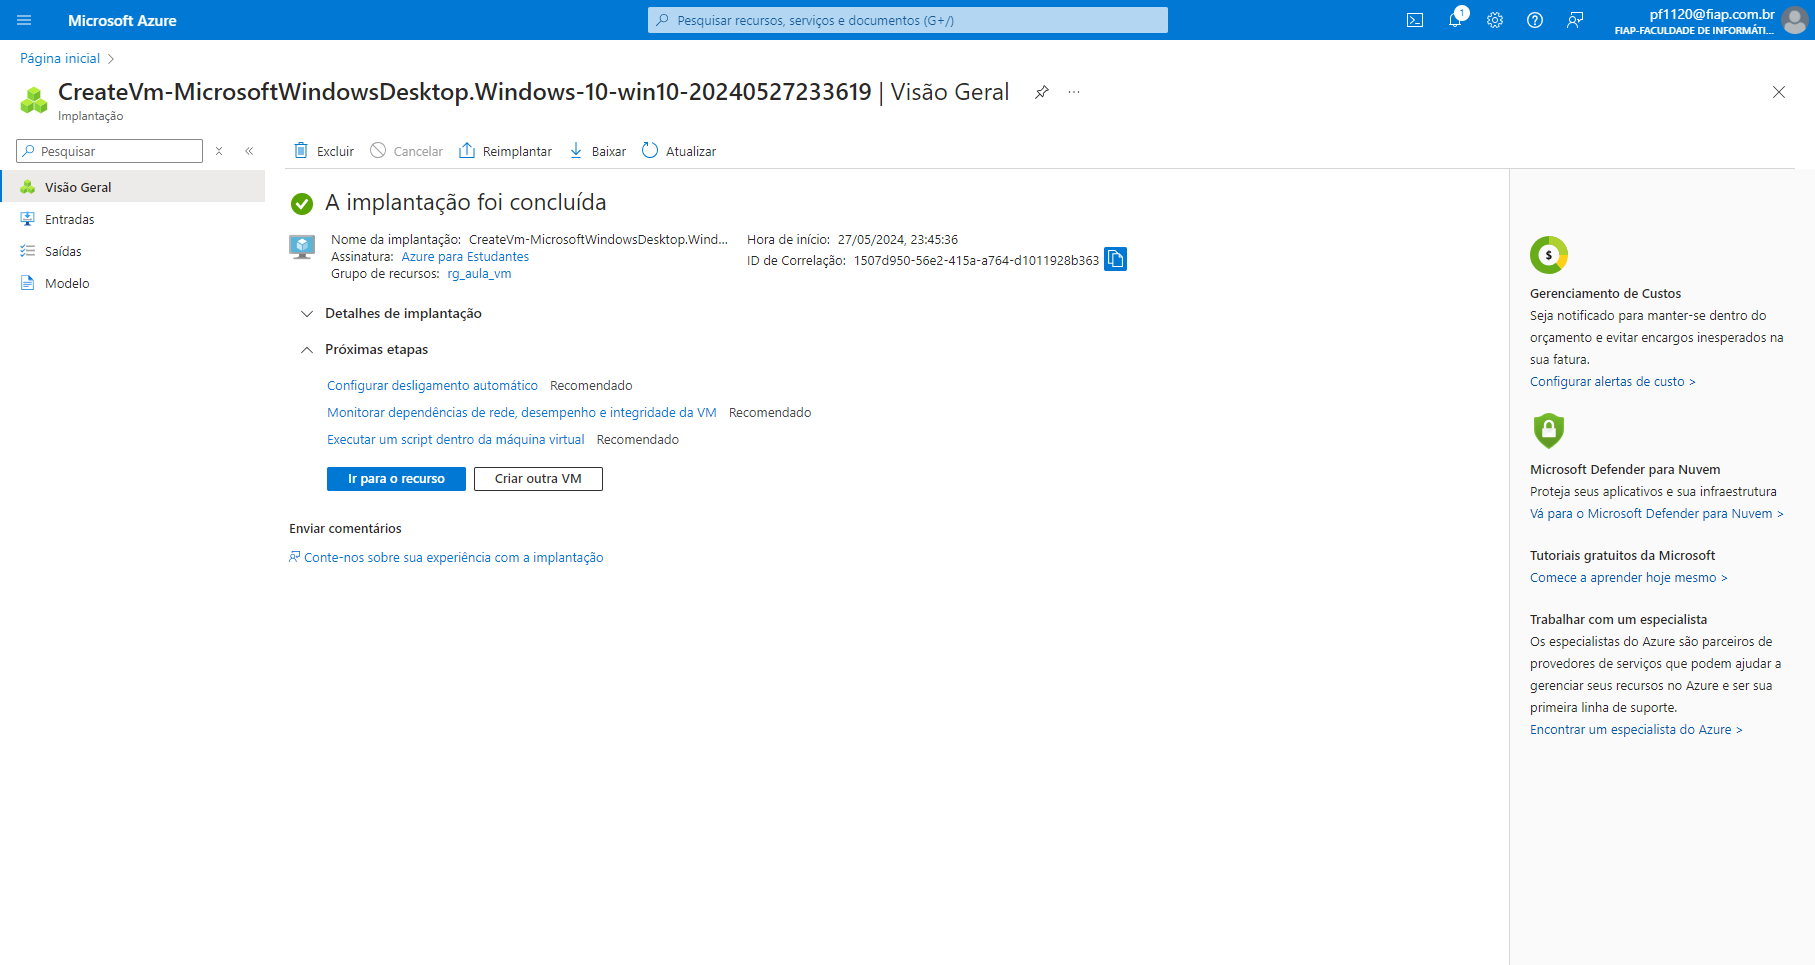 Microsoft Azure
Pesquisar recursos, serviços e documentos (G+/)
1
pf1120@fiap.com.br
FIAP-FACULDADE DE INFORMÁTI...
Página inicial
CreateVm-MicrosoftWindowsDesktop.Windows-10-win10-20240527233619 | Visão Geral
Implantação
Pesquisar
Excluir
Cancelar
Reimplantar
Baixar
Atualizar
Visão Geral
Entradas
Saídas
Modelo
A implantação foi concluída
Nome da implantação: CreateVm-MicrosoftWindowsDesktop.Wind...
Assinatura: Azure para Estudantes
Grupo de recursos: rg_aula_vm
Hora de início: 27/05/2024, 23:45:36
ID de Correlação: 1507d950-56e2-415a-a764-d1011928b363
Detalhes de implantação
Próximas etapas
Configurar desligamento automático Recomendado
Monitorar dependências de rede, desempenho e integridade da VM Recomendado
Executar um script dentro da máquina virtual Recomendado
Ir para o recurso
Criar outra VM
Enviar comentários
Conte-nos sobre sua experiência com a implantação
$
Gerenciamento de Custos
Seja notificado para manter-se dentro do
orçamento e evitar encargos inesperados na
sua fatura.
Configurar alertas de custo >
Microsoft Defender para Nuvem
Proteja seus aplicativos e sua infraestrutura
Vá para o Microsoft Defender para Nuvem >
Tutoriais gratuitos da Microsoft
Comece a aprender hoje mesmo >
Trabalhar com um especialista
Os especialistas do Azure são parceiros de
provedores de serviços que podem ajudar a
gerenciar seus recursos no Azure e ser sua
primeira linha de suporte.
Encontrar um especialista do Azure >